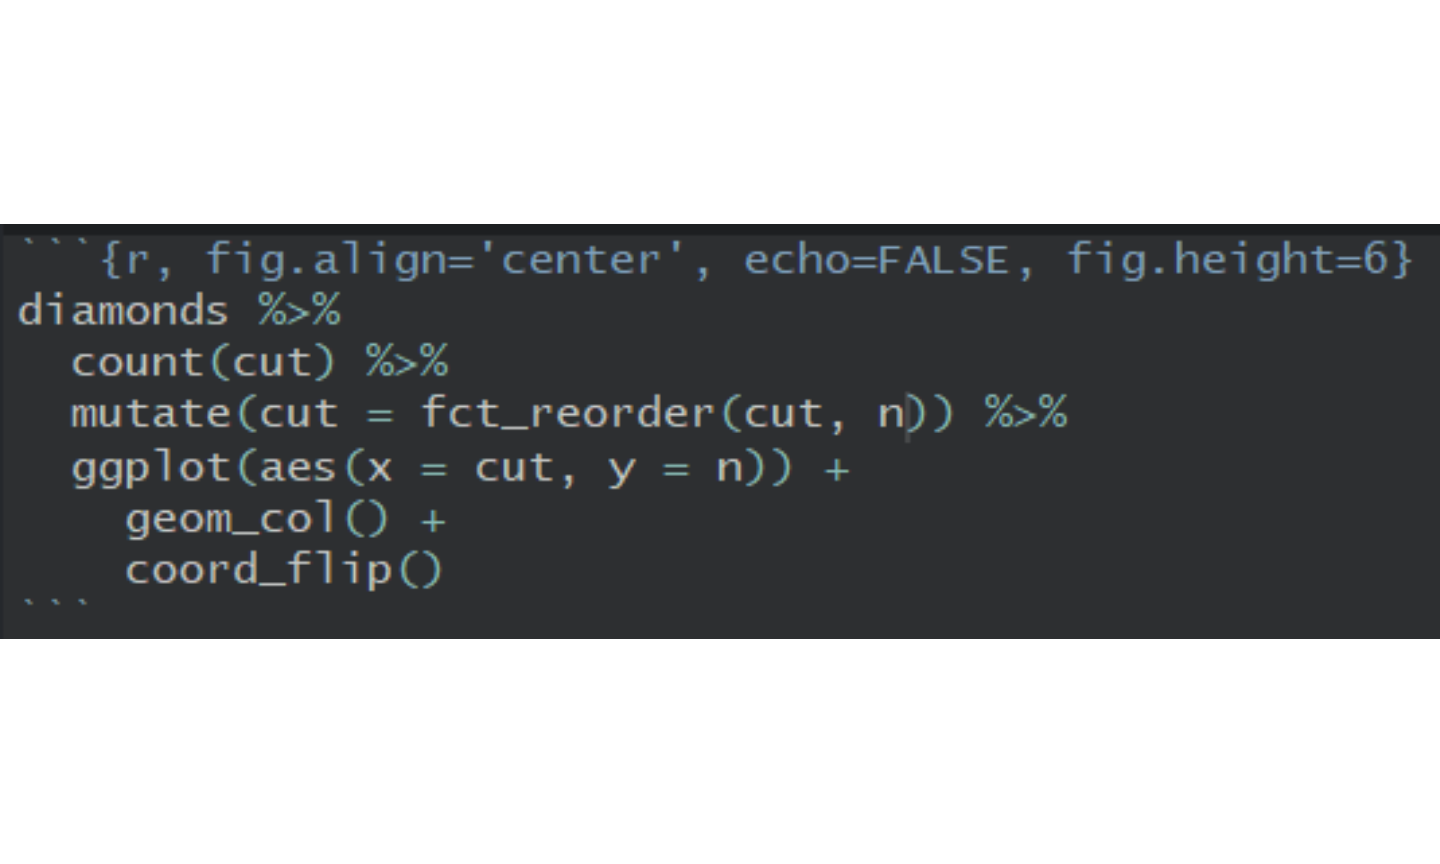 ```{r, fig.align='center', echo=FALSE, fig.height=6}
diamonds %>%
  count(cut) %>%
  mutate(cut = fct_reorder(cut, n)) %>%
  ggplot(aes(x = cut, y = n)) +
    geom_col() +
    coord_flip()
```